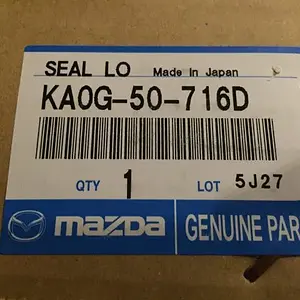 SEAL LO Made In Japan
KA0G-50-716D
QTY 1 LOT 5J27
mazda GENUINE PAR